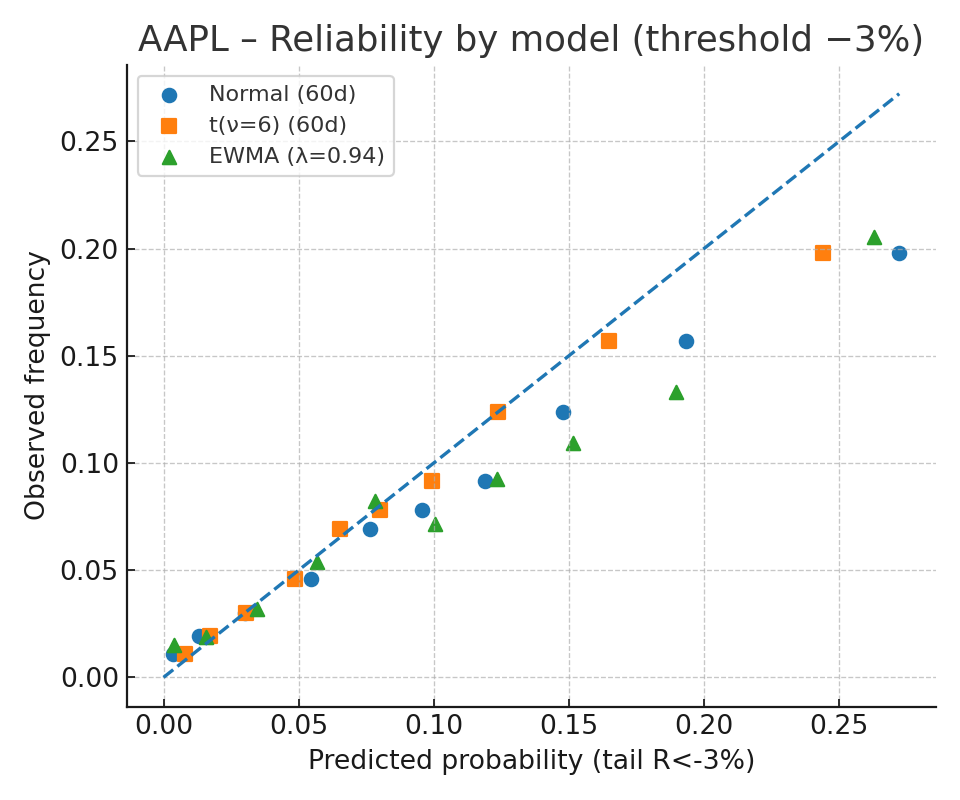 AAPL – Reliability by model (threshold −3%)
Normal (60d)
t(ν=6) (60d)
EWMA (λ=0.94)
Observed frequency
0.25
0.20
0.15
0.10
0.05
0.00
0.00 0.05 0.10 0.15 0.20 0.25
Predicted probability (tail R<-3%)